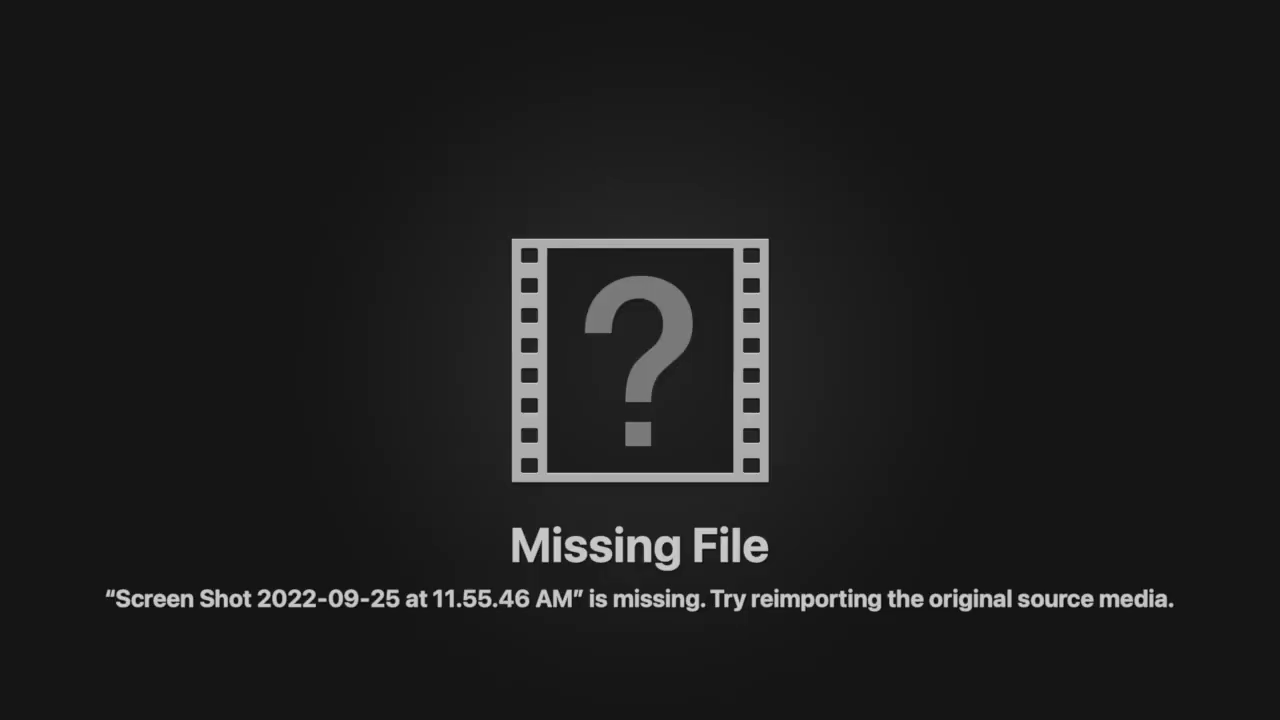 ?
Missing File
“Screen Shot 2022-09-25 at 11.55.46 AM” is missing. Try reimporting the original source media.